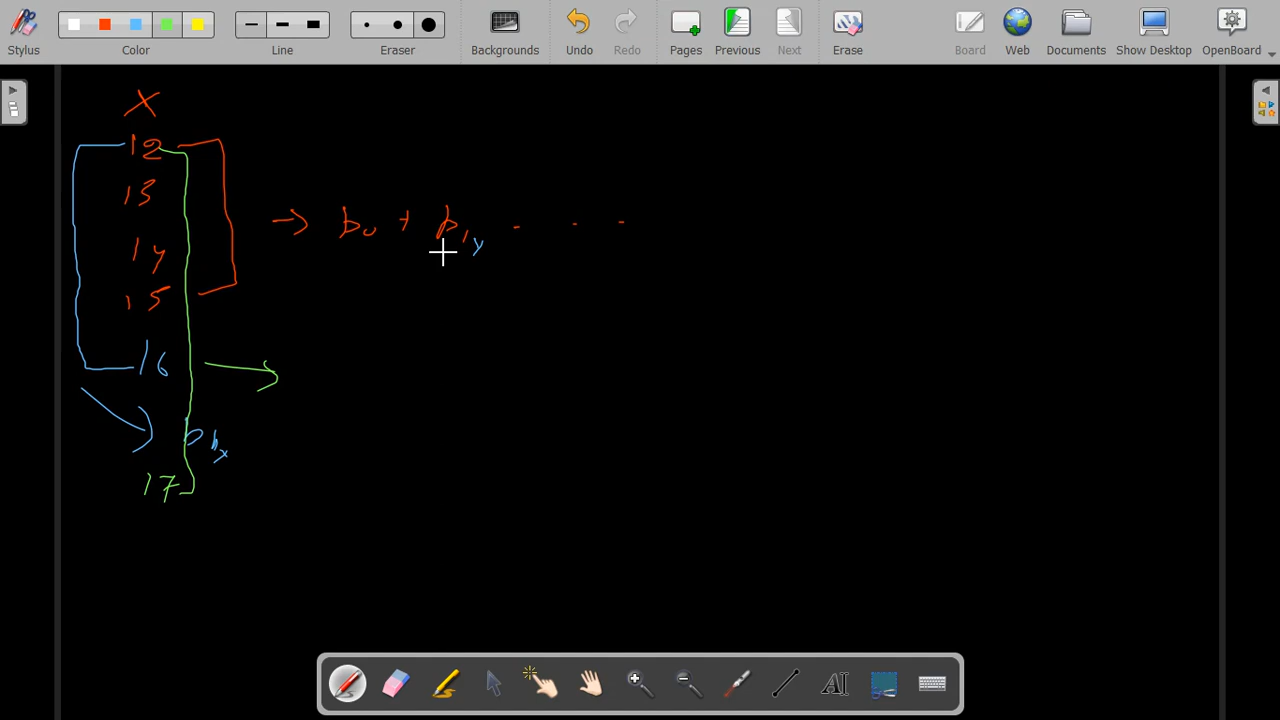 Stylus Color Line Eraser Backgrounds Undo Redo Pages Previous Next Erase Board Web Documents Show Desktop OpenBoard
X
12
13
14
→ b0 + b1y . . .
15
16 →
17